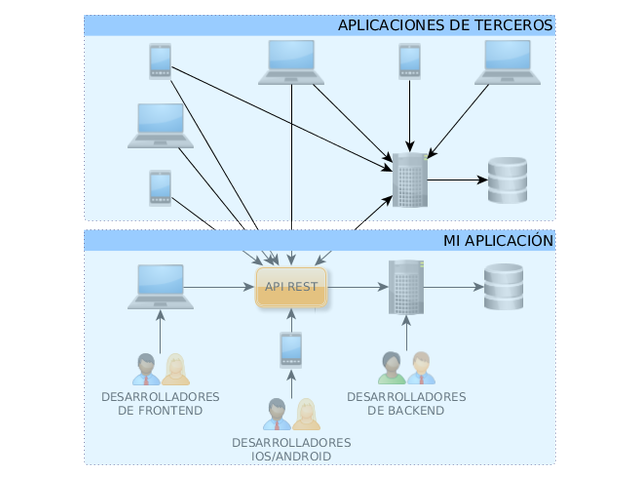 APLICACIONES DE TERCEROS
MI APLICACIÓN
API REST
DESARROLLADORES
DE FRONTEND
DESARROLLADORES
IOS/ANDROID
DESARROLLADORES
DE BACKEND